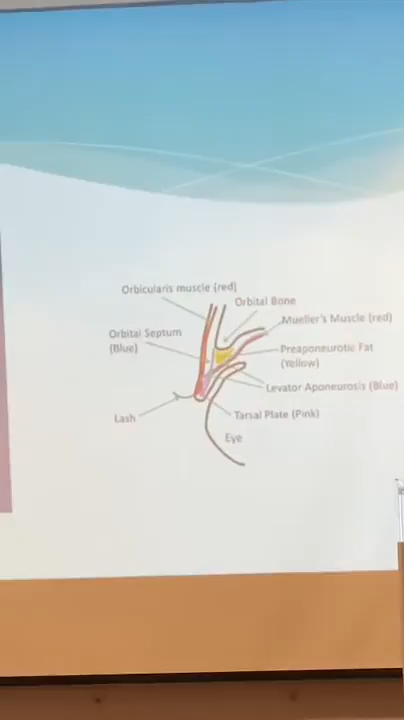 Orbicularis muscle (red)
Orbital Bone
Mueller's Muscle (red)
Orbital Septum
(Blue)
Preaponeurotic Fat
(Yellow)
Levator Aponeurosis (Blue)
Lash
Tarsal Plate (Pink)
Eye